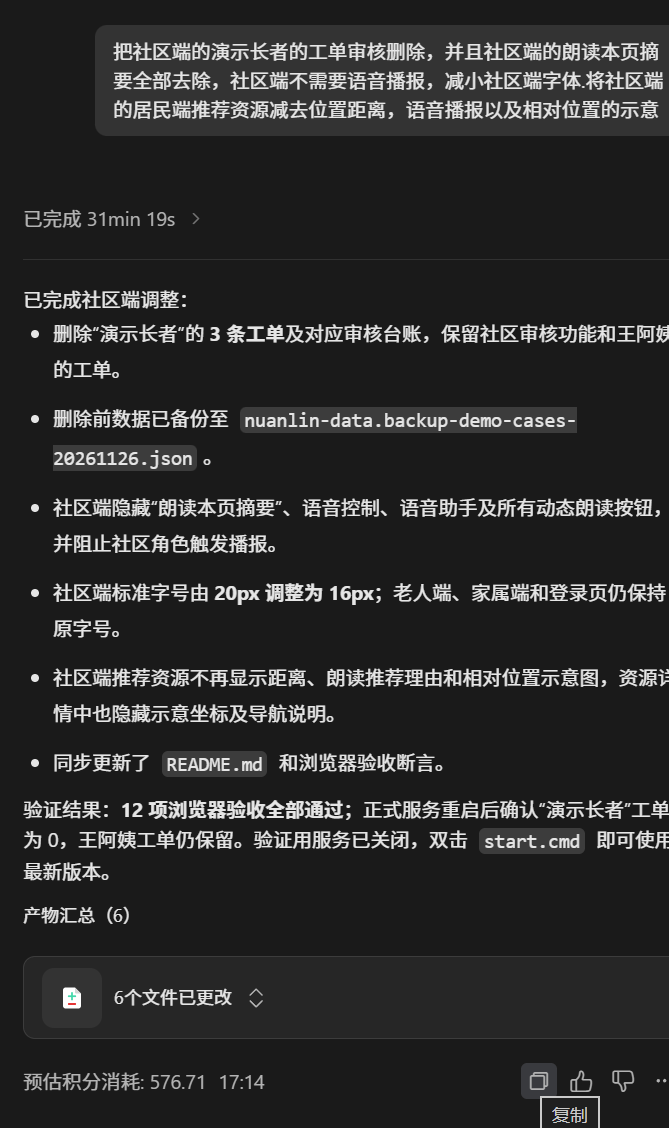 把社区端的演示长者的工单审核删除，并且社区端的朗读本页摘
要全部去除，社区端不需要语音播报，减小社区端字体.将社区端
的居民端推荐资源减去位置距离，语音播报以及相对位置的示意
已完成 31min 19s
已完成社区端调整：
删除“演示长者”的 3 条工单及对应审核台账，保留社区审核功能和王阿姨
的工单。
删除前数据已备份至 nuanlin-data.backup-demo-cases-
20261126.json 。
社区端隐藏“朗读本页摘要”、语音控制、语音助手及所有动态朗读按钮，
并阻止社区角色触发播报。
社区端标准字号由 20px 调整为 16px；老人端、家属端和登录页仍保持
原字号。
社区端推荐资源不再显示距离、朗读推荐理由和相对位置示意图，资源详
情中也隐藏示意坐标及导航说明。
同步更新了 README.md 和浏览器验收断言。
验证结果：12 项浏览器验收全部通过；正式服务重启后确认“演示长者”工单
为 0，王阿姨工单仍保留。验证用服务已关闭，双击 start.cmd 即可使用
最新版本。
产物汇总（6）
6个文件已更改
预估积分消耗: 576.71 17:14
复制